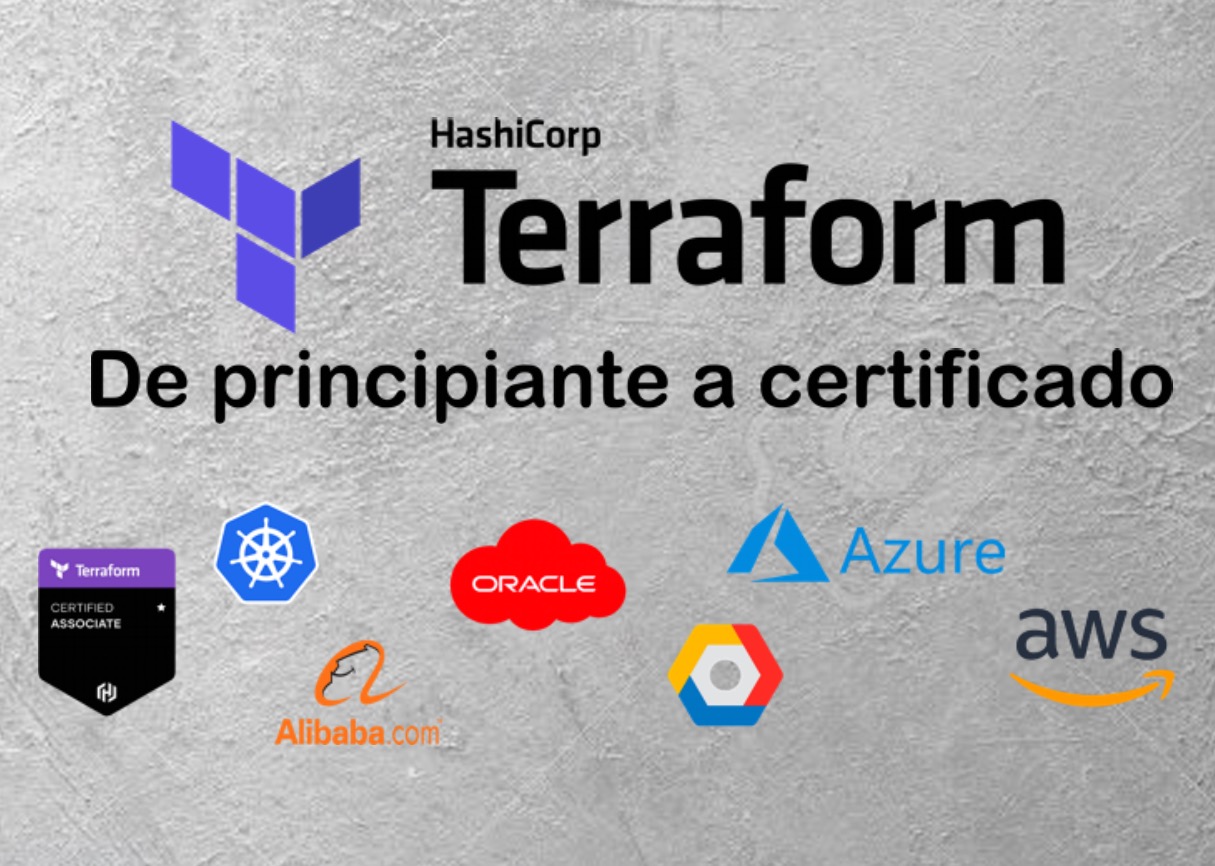 HashiCorp
Terraform
De principiante a certificado
Terraform
CERTIFIED
ASSOCIATE
ORACLE
Azure
aws
Alibaba.com